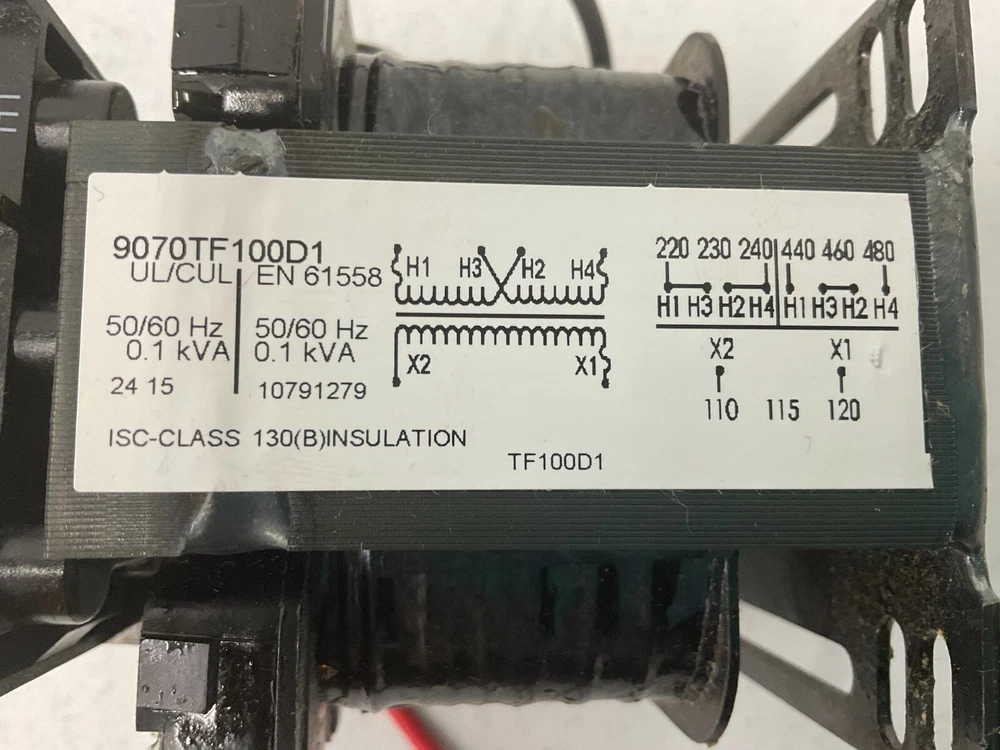 9070TF100D1
UL/CUL EN 61558
50/60 Hz 50/60 Hz
0.1 kVA 0.1 kVA
24 15 10791279
ISC-CLASS 130(B)INSULATION
H1 H3 H2 H4
X2 X1
220 230 240 440 460 480
H1 H3 H2 H4 H1 H3 H2 H4
X2 X1
110 115 120
TF100D1